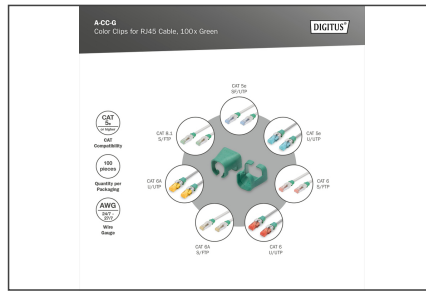 A-CC-G
Color Clips for RJ45 Cable, 100x Green
DIGITUS®
CAT
5e
or higher
CAT
Compatibility
100
pieces
Quantity per
Packaging
AWG
24/7 -
27/7
Wire
Gauge
CAT 5e
SF/UTP
CAT 8.1
S/FTP
CAT 5e
U/UTP
CAT 6A
U/UTP
CAT 6
S/FTP
CAT 6A
S/FTP
CAT 6
U/UTP